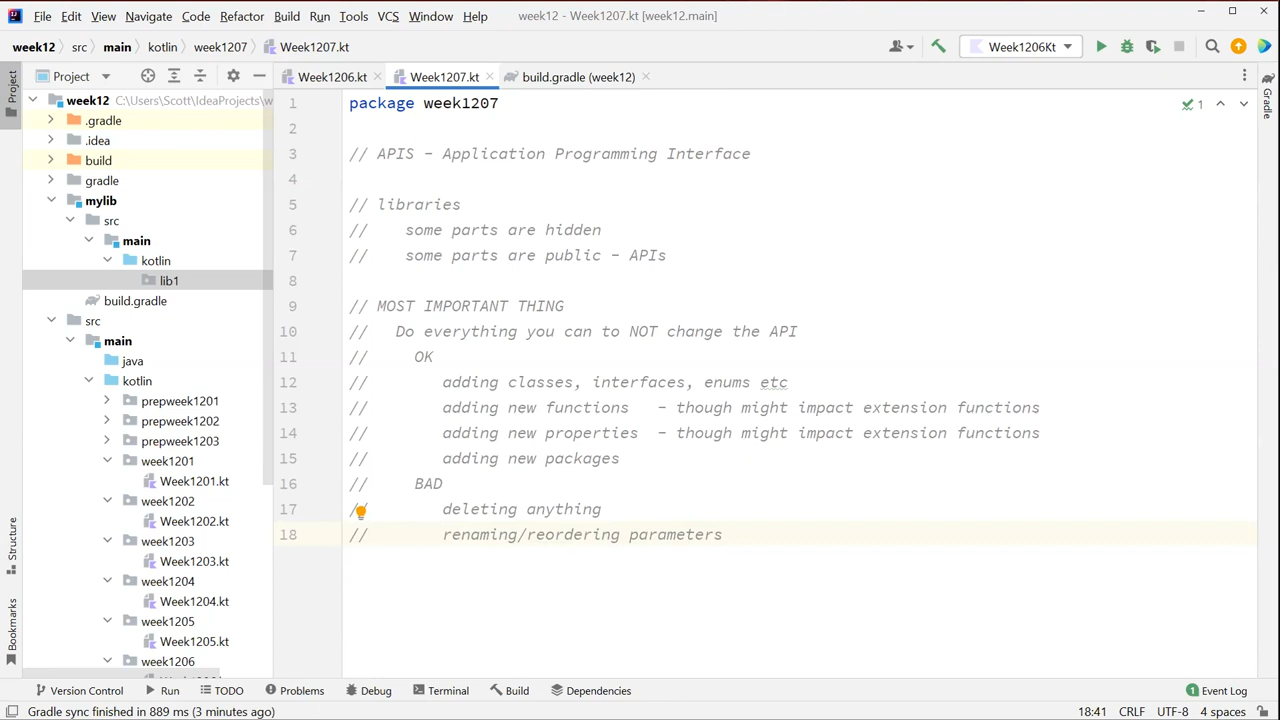 File Edit View Navigate Code Refactor Build Run Tools VCS Window Help week12 - Week1207.kt [week12.main]
week12 src main kotlin week1207 Week1207.kt Week1206Kt
Project Week1206.kt Week1207.kt build.gradle (week12)
Project
Gradle
week12 C:\Users\Scott\IdeaProjects\w
.gradle
.idea
build
gradle
mylib
src
main
kotlin
lib1
build.gradle
src
main
java
kotlin
prepweek1201
prepweek1202
prepweek1203
week1201
Week1201.kt
week1202
Week1202.kt
week1203
Week1203.kt
week1204
Week1204.kt
week1205
Week1205.kt
week1206
Structure
Bookmarks
1 package week1207
1
2
3 // APIS - Application Programming Interface
4
5 // libraries
6 //    some parts are hidden
7 //    some parts are public - APIs
8
9 // MOST IMPORTANT THING
10 //   Do everything you can to NOT change the API
11 //     OK
12 //        adding classes, interfaces, enums etc
13 //        adding new functions   - though might impact extension functions
14 //        adding new properties  - though might impact extension functions
15 //        adding new packages
16 //     BAD
17 //        deleting anything
18 //        renaming/reordering parameters
Version Control Run TODO Problems Debug Terminal Build Dependencies 1 Event Log
Gradle sync finished in 889 ms (3 minutes ago) 18:41 CRLF UTF-8 4 spaces